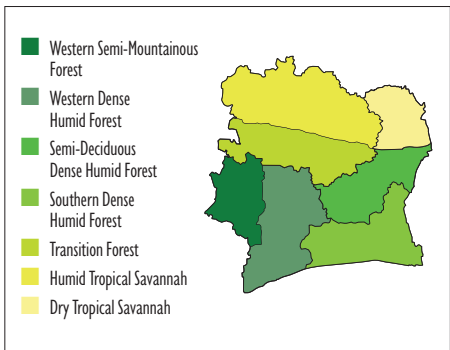 Western Semi-Mountainous
Forest
Western Dense
Humid Forest
Semi-Deciduous
Dense Humid Forest
Southern Dense
Humid Forest
Transition Forest
Humid Tropical Savannah
Dry Tropical Savannah